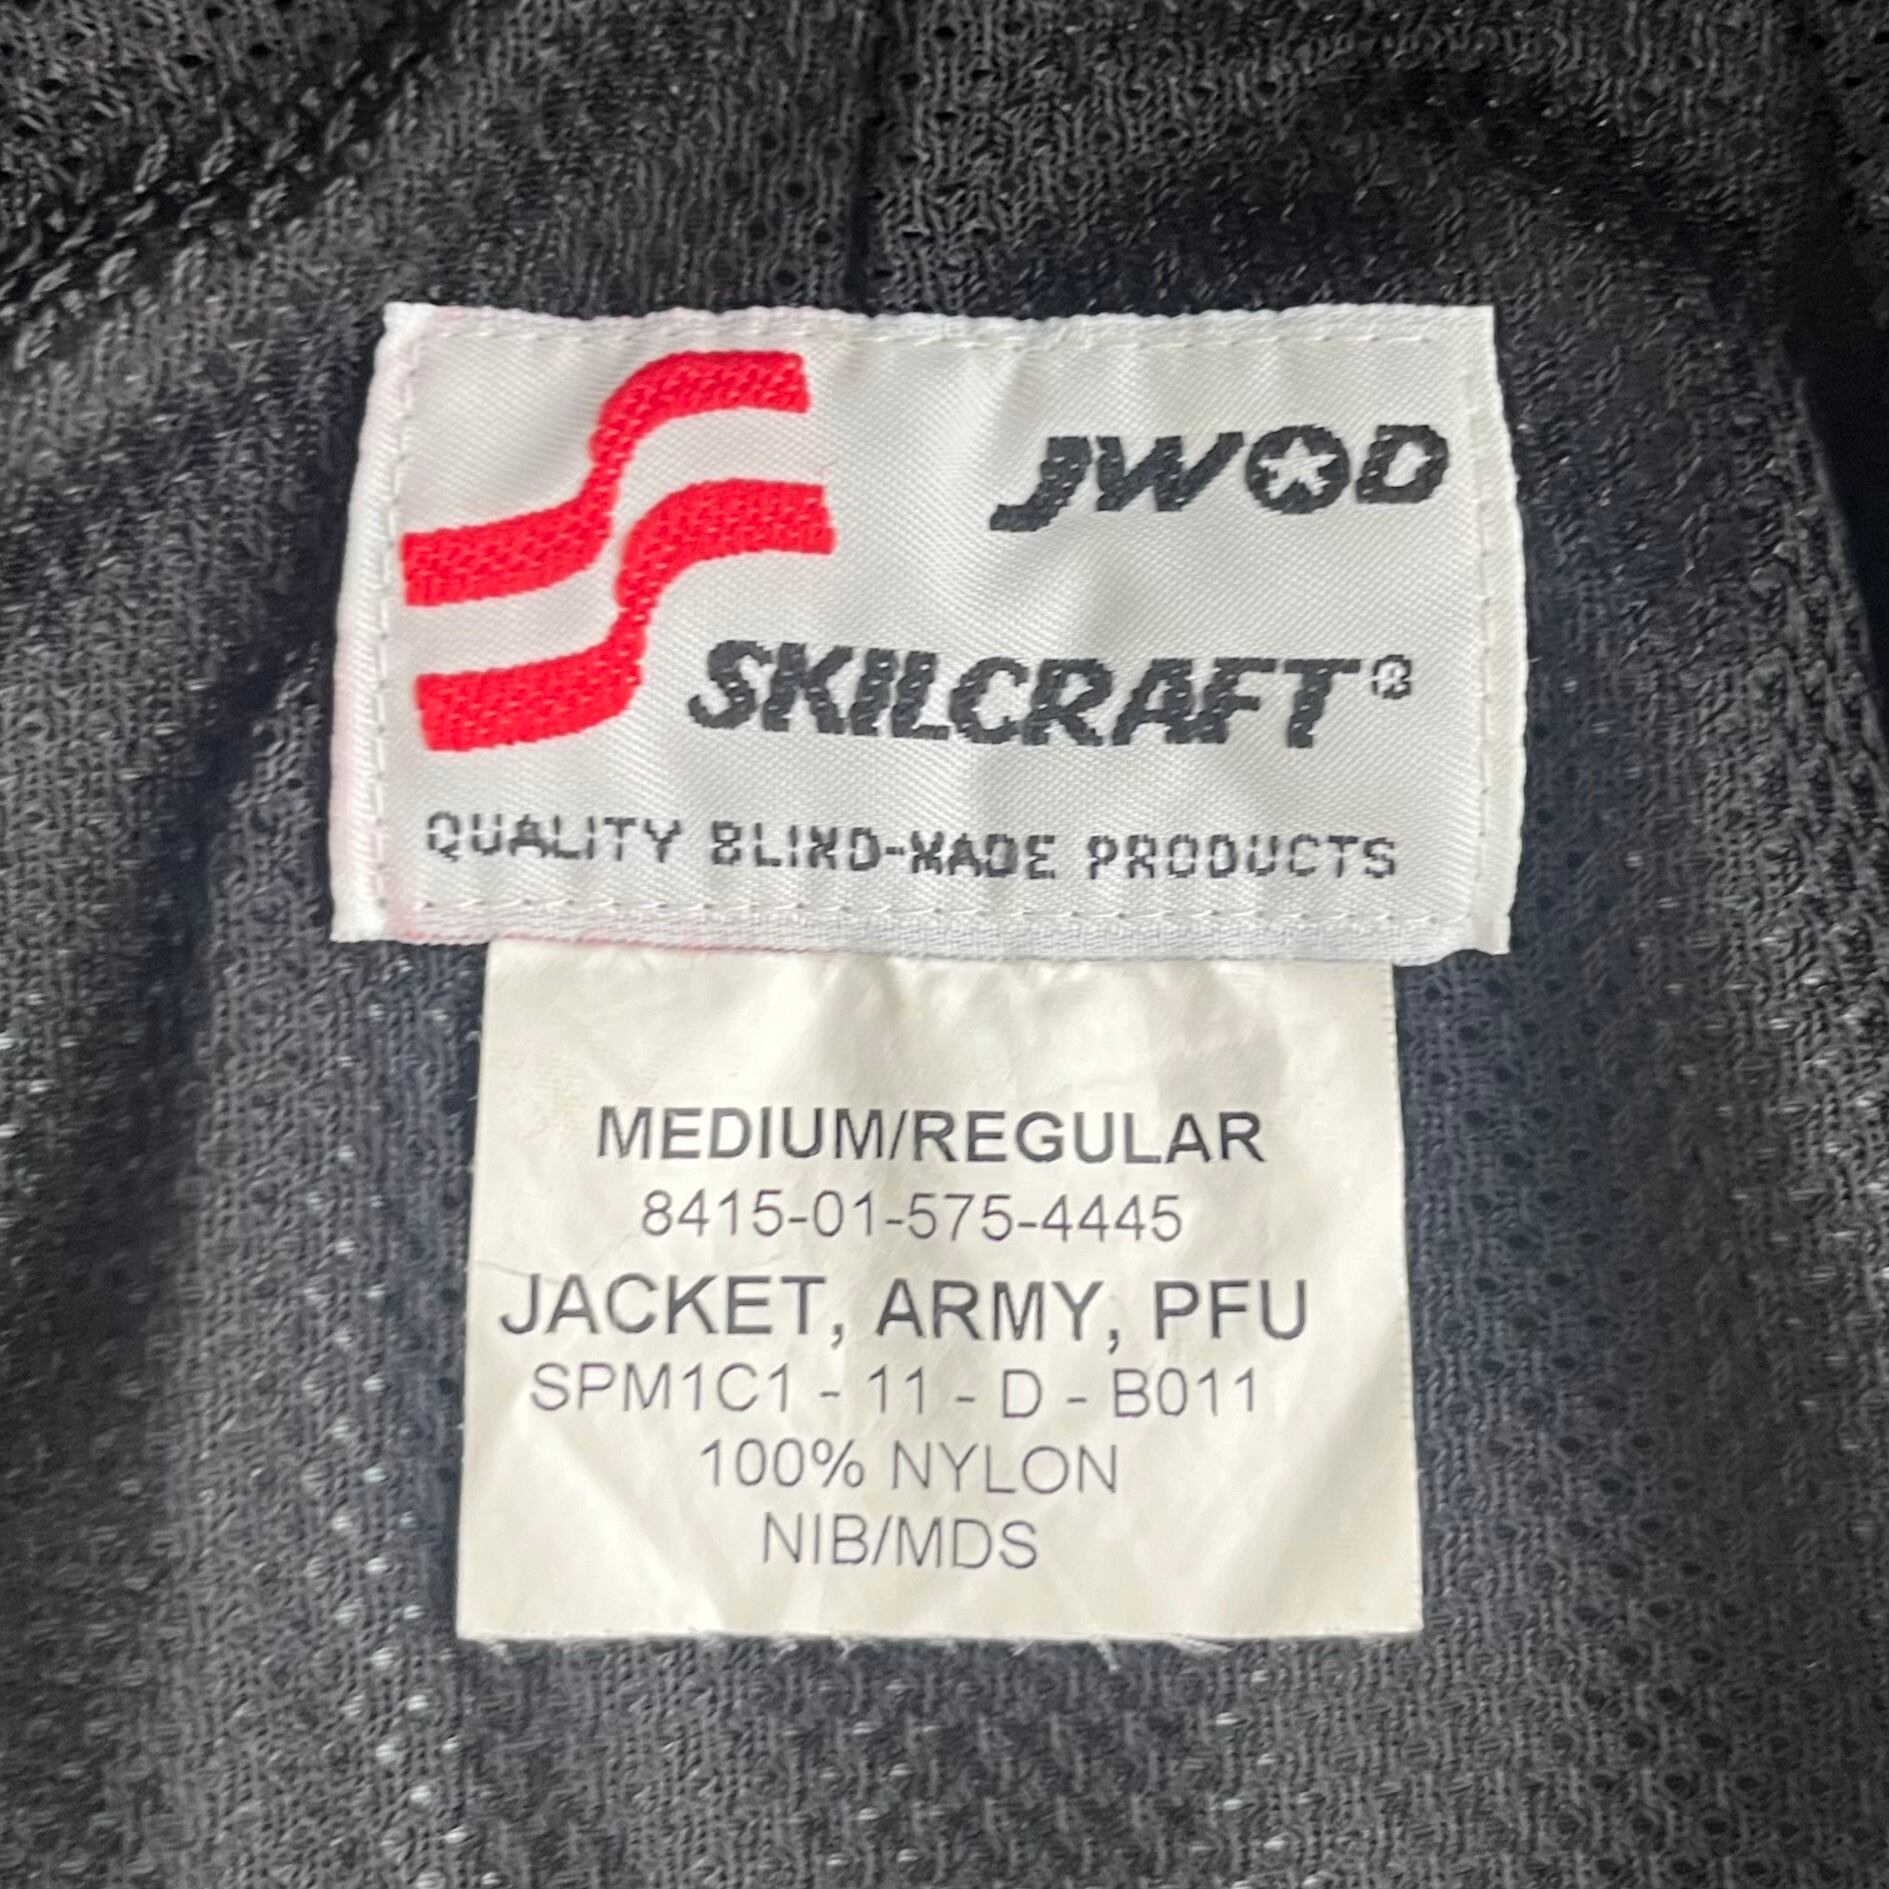 JWOD
SKILCRAFT®
QUALITY BLIND-MADE PRODUCTS
MEDIUM/REGULAR
8415-01-575-4445
JACKET, ARMY, PFU
SPM1C1 - 11 - D - B011
100% NYLON
NIB/MDS